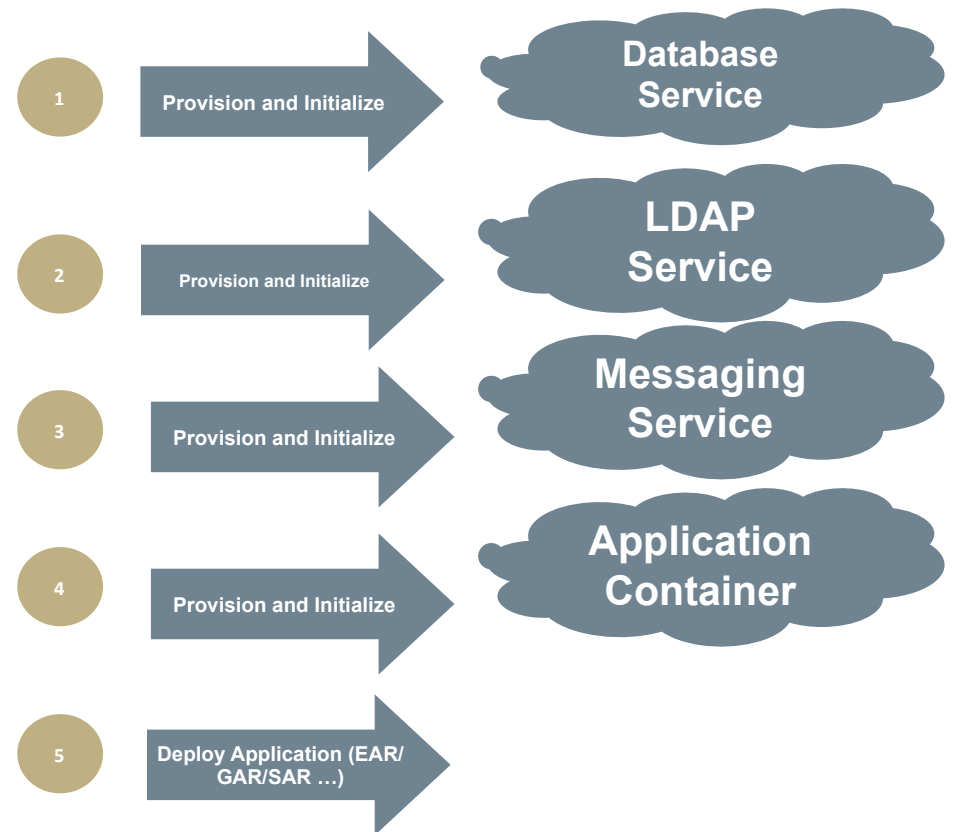 1
Provision and Initialize
Database
Service
2
Provision and Initialize
LDAP
Service
3
Provision and Initialize
Messaging
Service
4
Provision and Initialize
Application
Container
5
Deploy Application (EAR/
GAR/SAR …)